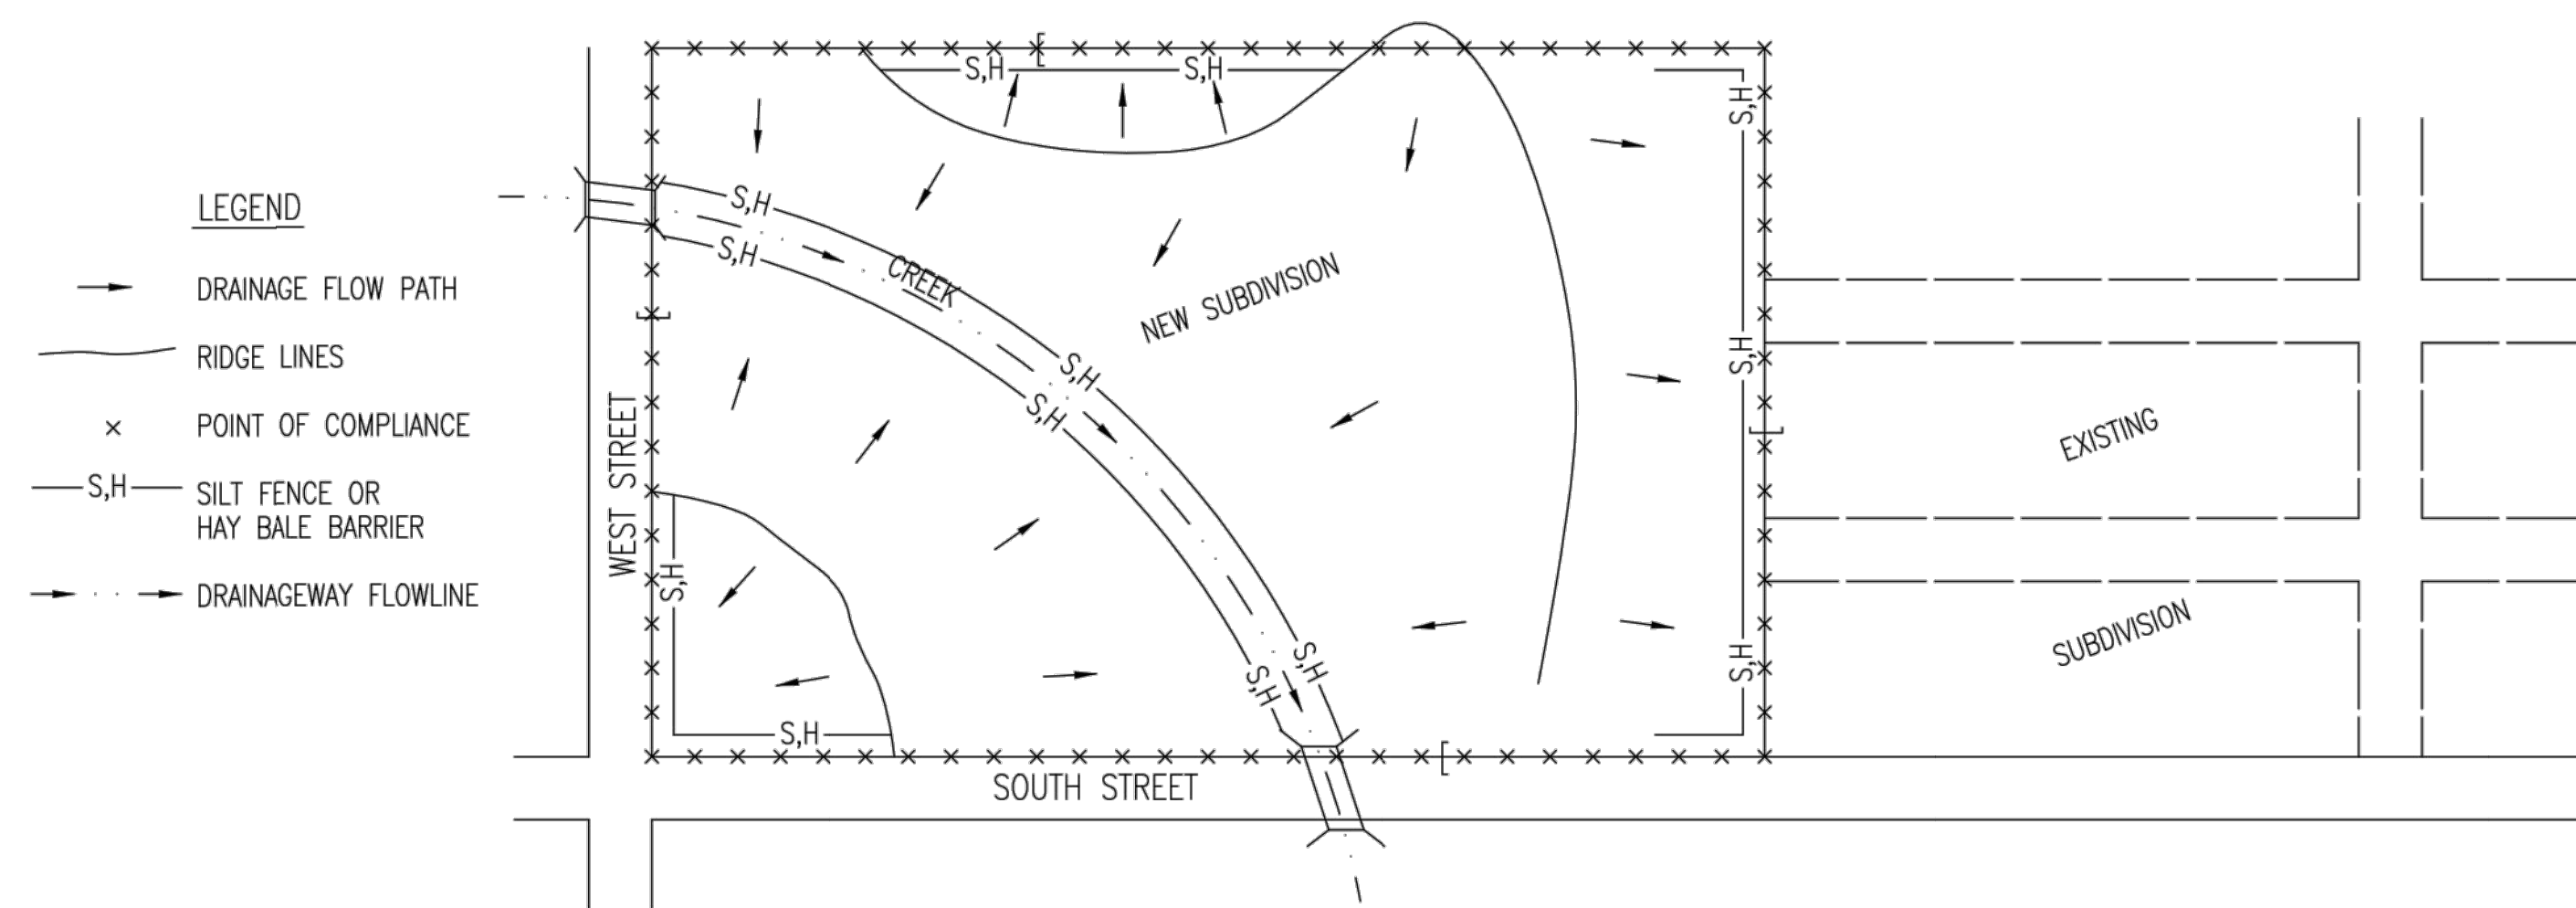 LEGEND
DRAINAGE FLOW PATH
RIDGE LINES
× POINT OF COMPLIANCE
S,H SILT FENCE OR
HAY BALE BARRIER
DRAINAGEWAY FLOWLINE
S,H
S,H
S,H
S,H
S,H
CREEK
NEW SUBDIVISION
S,H
S,H
S,H
WEST STREET
EXISTING
S,H
S,H
S,H
S,H
SUBDIVISION
S,H
SOUTH STREET